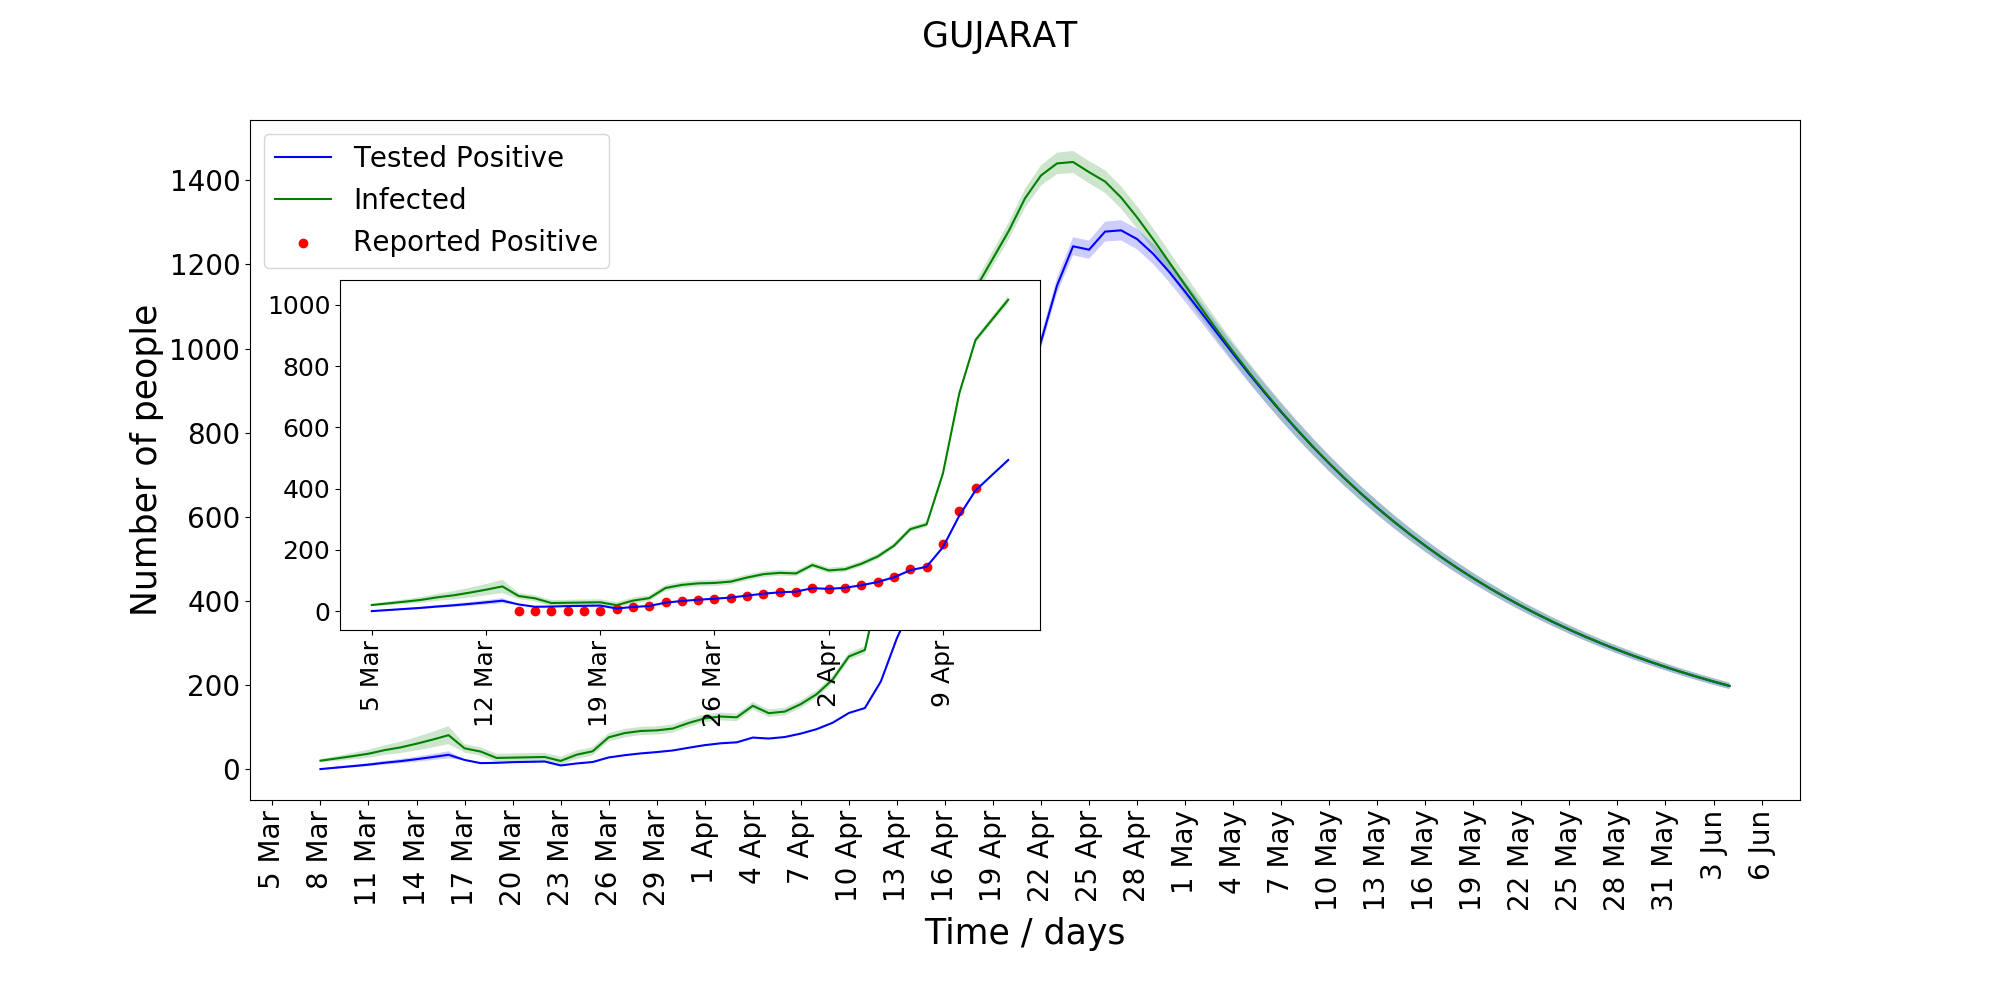 GUJARAT
Tested Positive
Infected
Reported Positive
Number of people
1400
1200
1000
800
600
400
200
0
1000
800
600
400
200
0
5 Mar
12 Mar
19 Mar
26 Mar
2 Apr
9 Apr
5 Mar
8 Mar
11 Mar
14 Mar
17 Mar
20 Mar
23 Mar
26 Mar
29 Mar
1 Apr
4 Apr
7 Apr
10 Apr
13 Apr
16 Apr
19 Apr
22 Apr
25 Apr
28 Apr
1 May
4 May
7 May
10 May
13 May
16 May
19 May
22 May
25 May
28 May
31 May
3 Jun
6 Jun
Time / days